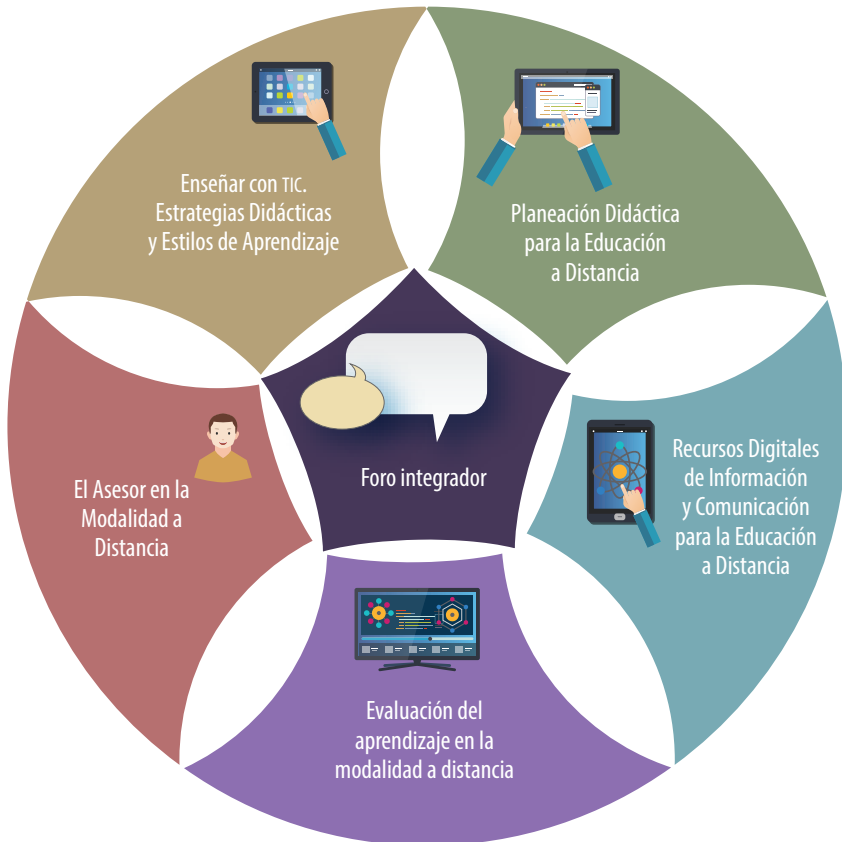 Enseñar con TIC.
Estrategias Didácticas
y Estilos de Aprendizaje
Planeación Didáctica
para la Educación
a Distancia
El Asesor en la
Modalidad a
Distancia
Foro integrador
Recursos Digitales
de Información
y Comunicación
para la Educación
a Distancia
Evaluación del
aprendizaje en la
modalidad a distancia